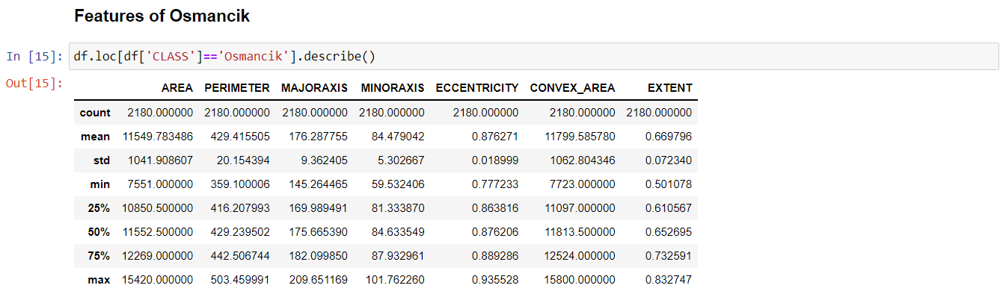 Features of Osmancik
In [15]: df.loc[df['CLASS']=='Osmancik'].describe()
Out[15]:
AREA PERIMETER MAJORAXIS MINORAXIS ECCENTRICITY CONVEX_AREA EXTENT
count 2180.000000 2180.000000 2180.000000 2180.000000 2180.000000 2180.000000 2180.000000
mean 11549.783486 429.415505 176.287755 84.479042 0.876271 11799.585780 0.669796
std 1041.908607 20.154394 9.362405 5.302667 0.018999 1062.804346 0.072340
min 7551.000000 359.100006 145.264465 59.532406 0.777233 7723.000000 0.501078
25% 10850.500000 416.207993 169.989491 81.333870 0.863816 11097.000000 0.610567
50% 11552.500000 429.239502 175.665390 84.633549 0.876206 11813.500000 0.652695
75% 12269.000000 442.506744 182.099850 87.932961 0.889286 12524.000000 0.732591
max 15420.000000 503.459991 209.651169 101.762260 0.935528 15800.000000 0.832747